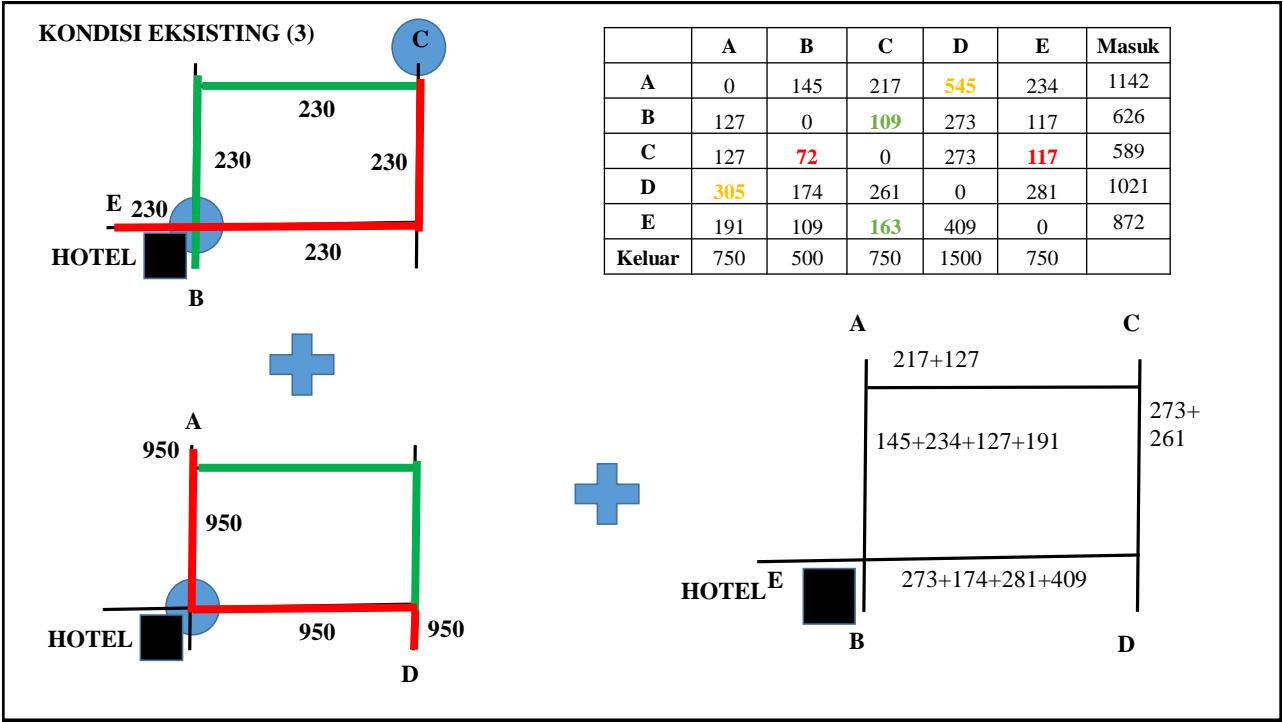 KONDISI EKSISTING (3)
C
230
230
230
E 230
HOTEL
230
B
A B C D E Masuk
A 0 145 217 545 234 1142
B 127 0 109 273 117 626
C 127 72 0 273 117 589
D 305 174 261 0 281 1021
E 191 109 163 409 0 872
Keluar 750 500 750 1500 750
A
950
950
HOTEL
950
950
D
A C
217+127
273+
261
145+234+127+191
HOTEL E
273+174+281+409
B
D